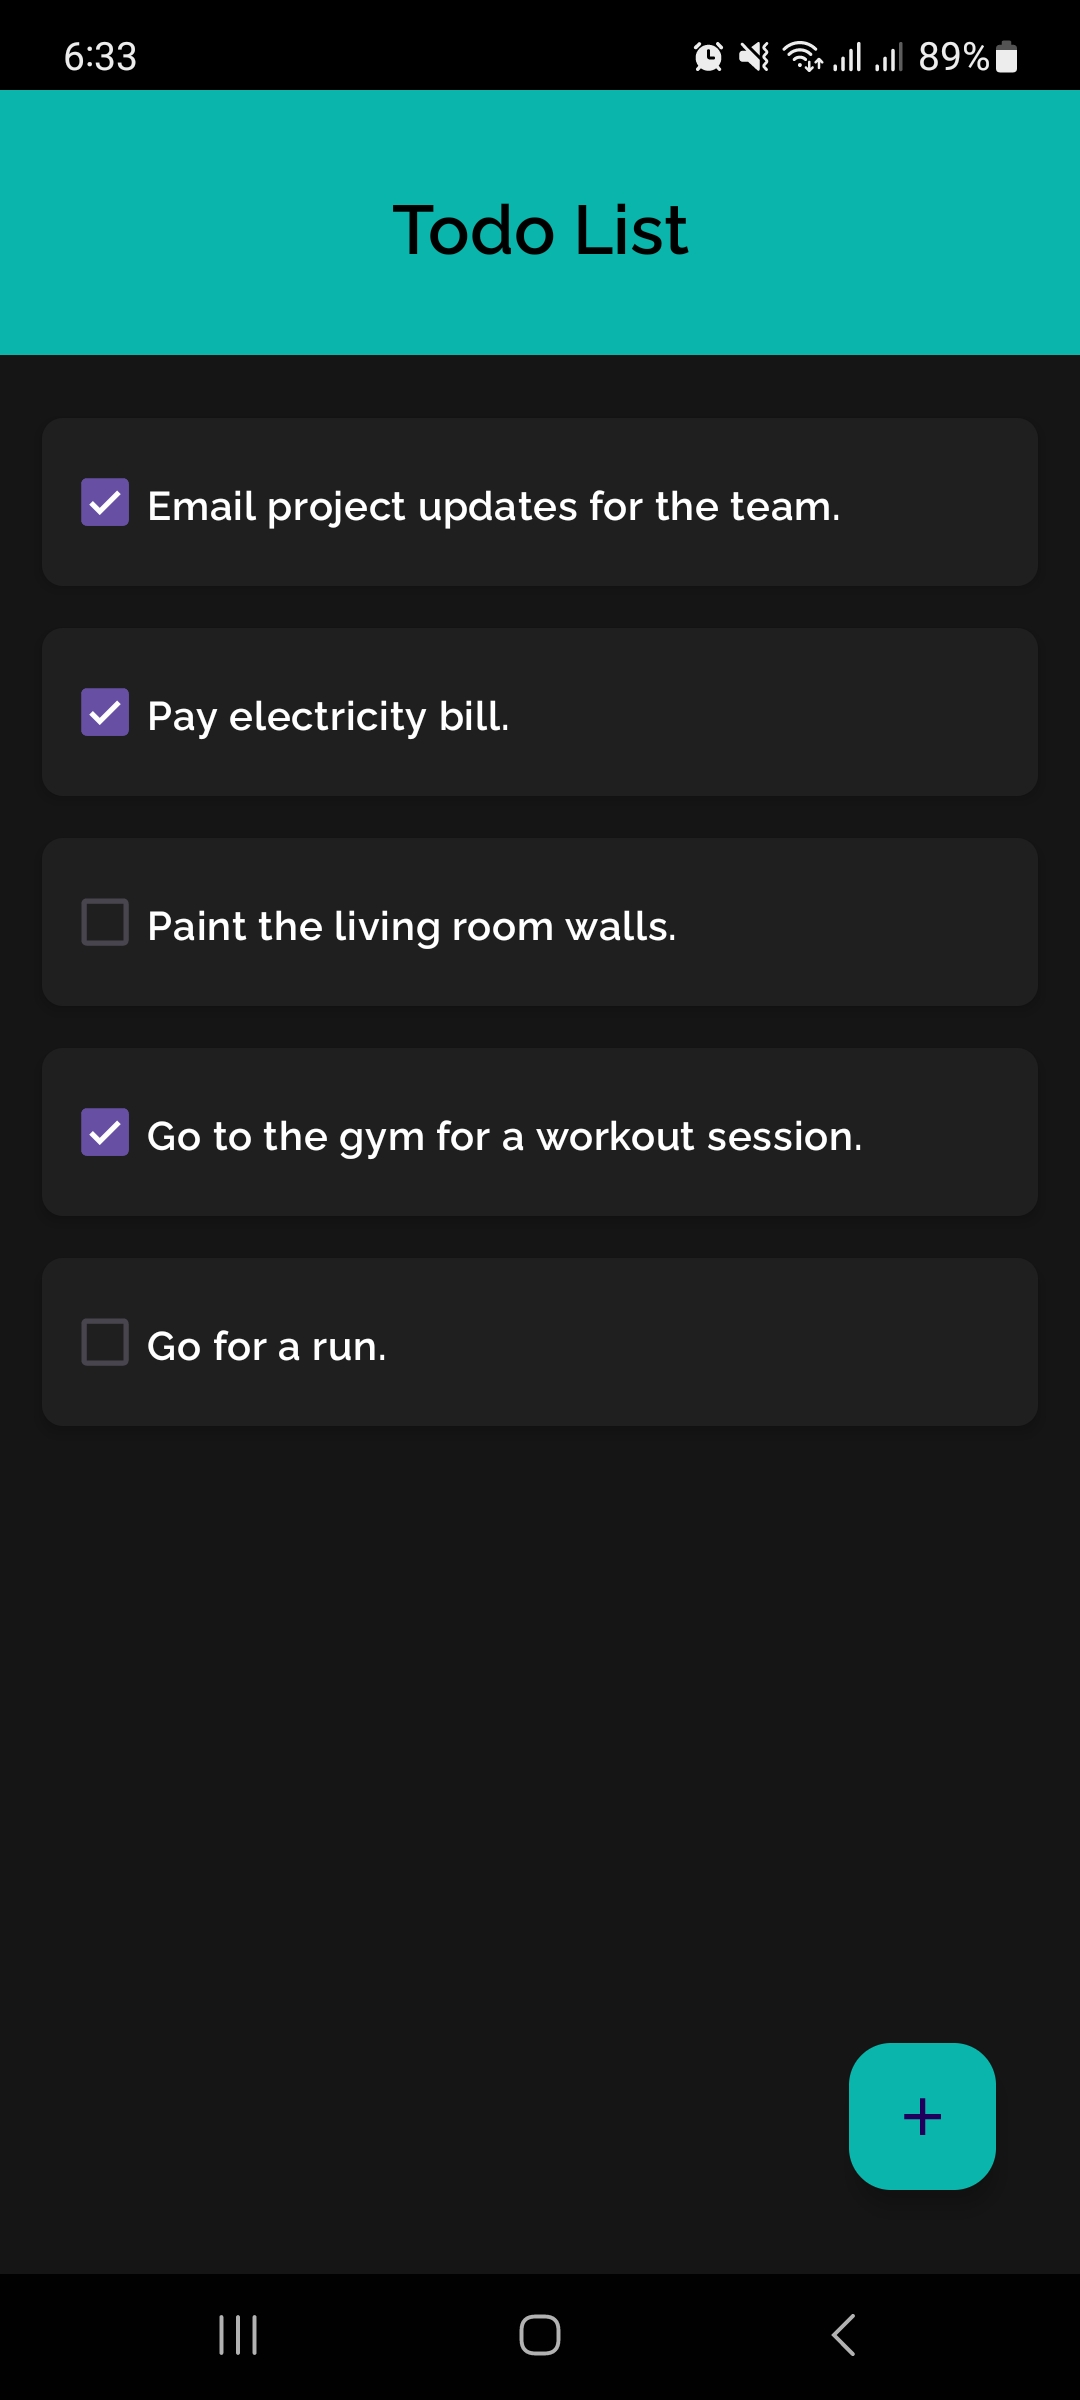 6:33 89%
Todo List
Email project updates for the team.
Pay electricity bill.
Paint the living room walls.
Go to the gym for a workout session.
Go for a run.
+